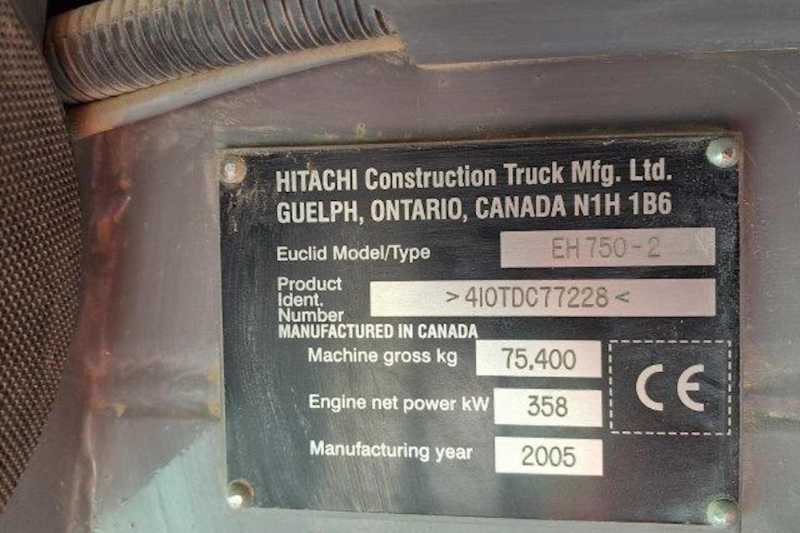 HITACHI Construction Truck Mfg. Ltd.
GUELPH, ONTARIO, CANADA N1H 1B6
Euclid Model/Type EH 750-2
Product Ident. Number >4I0TDC77228<
MANUFACTURED IN CANADA
Machine gross kg 75,400
Engine net power kW 358
Manufacturing year 2005
CE